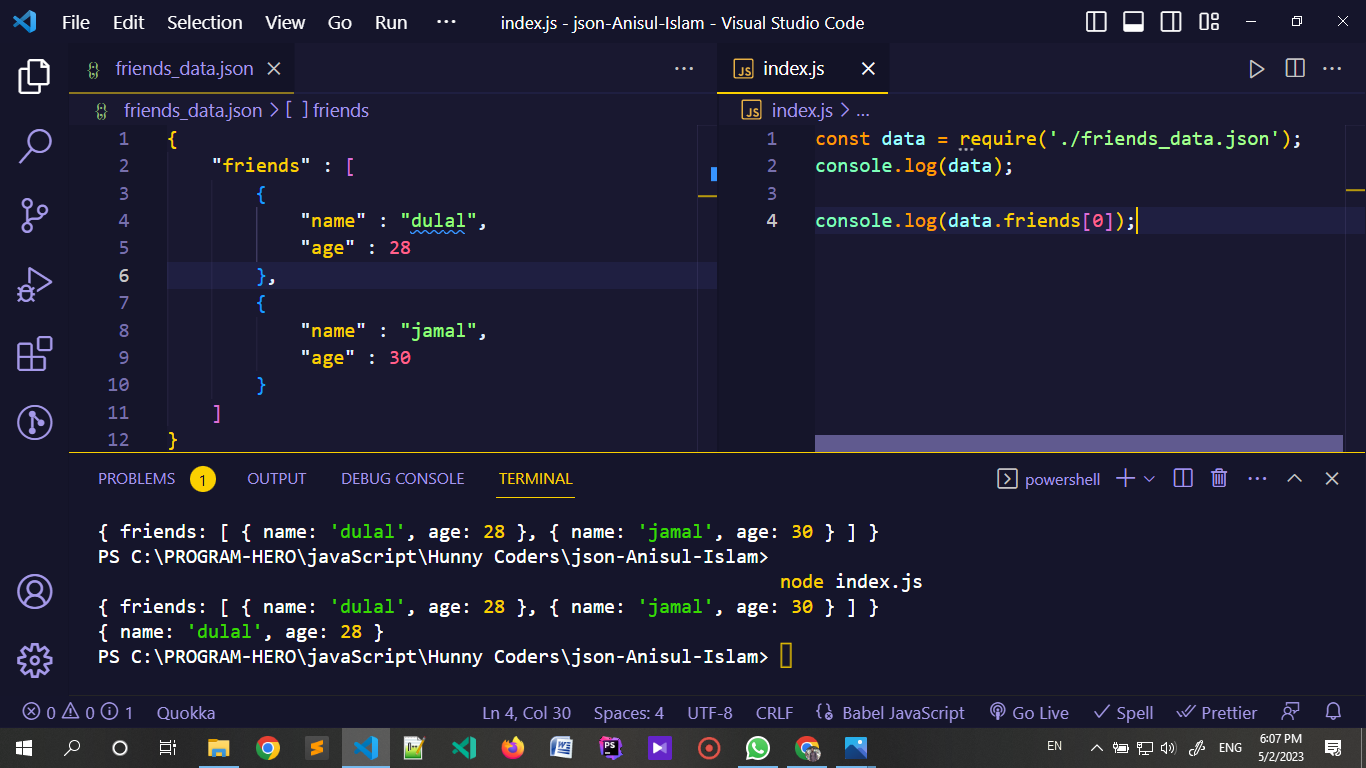 File Edit Selection View Go Run ··· index.js - json-Anisul-Islam - Visual Studio Code
friends_data.json
friends_data.json > [ ] friends
1 {
2 "friends" : [
3 {
4 "name" : "dulal",
5 "age" : 28
6 },
7 {
8 "name" : "jamal",
9 "age" : 30
10 }
11 ]
12 }
JS index.js
JS index.js > ...
1 const data = require('./friends_data.json');
2 console.log(data);
3
4 console.log(data.friends[0]);
PROBLEMS 1 OUTPUT DEBUG CONSOLE TERMINAL powershell
{ friends: [ { name: 'dulal', age: 28 }, { name: 'jamal', age: 30 } ] }
PS C:\PROGRAM-HERO\javaScript\Hunny Coders\json-Anisul-Islam>
node index.js
{ friends: [ { name: 'dulal', age: 28 }, { name: 'jamal', age: 30 } ] }
{ name: 'dulal', age: 28 }
PS C:\PROGRAM-HERO\javaScript\Hunny Coders\json-Anisul-Islam>
0 0 1 Quokka Ln 4, Col 30 Spaces: 4 UTF-8 CRLF Babel JavaScript Go Live Spell Prettier
PS
EN ENG 6:07 PM
5/2/2023